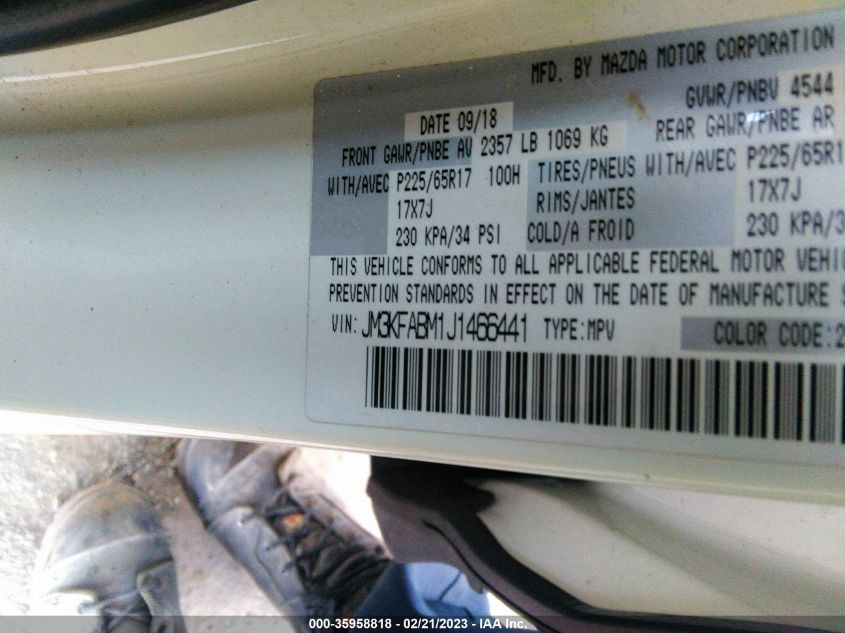 MFD. BY MAZDA MOTOR CORPORATION
DATE 09/18 GVWR/PNBV 4544
FRONT GAWR/PNBE AV 2357 LB 1069 KG REAR GAWR/PNBE AR
WITH/AVEC P225/65R17 100H TIRES/PNEUS WITH/AVEC P225/65R1
17X7J RIMS/JANTES 17X7J
230 KPA/34 PSI COLD/A FROID 230 KPA/3
THIS VEHICLE CONFORMS TO ALL APPLICABLE FEDERAL MOTOR VEHIC
PREVENTION STANDARDS IN EFFECT ON THE DATE OF MANUFACTURE S
VIN: JM3KFABM1J1466441 TYPE:MPV COLOR CODE:2
000-35958818 - 02/21/2023 - IAA Inc.